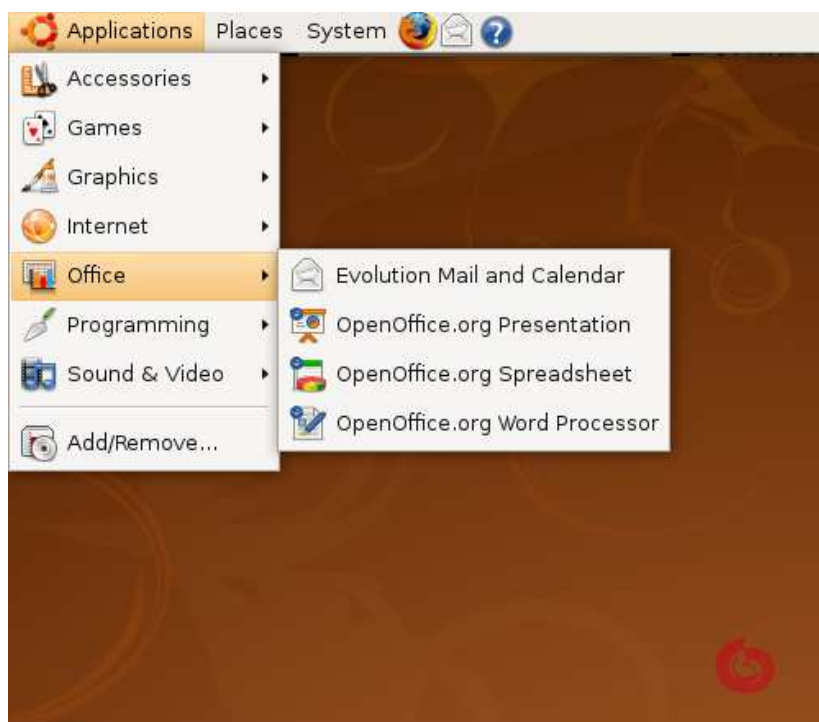 Applications Places System
Accessories
Games
Graphics
Internet
Office
Programming
Sound & Video
Add/Remove...
Evolution Mail and Calendar
OpenOffice.org Presentation
OpenOffice.org Spreadsheet
OpenOffice.org Word Processor